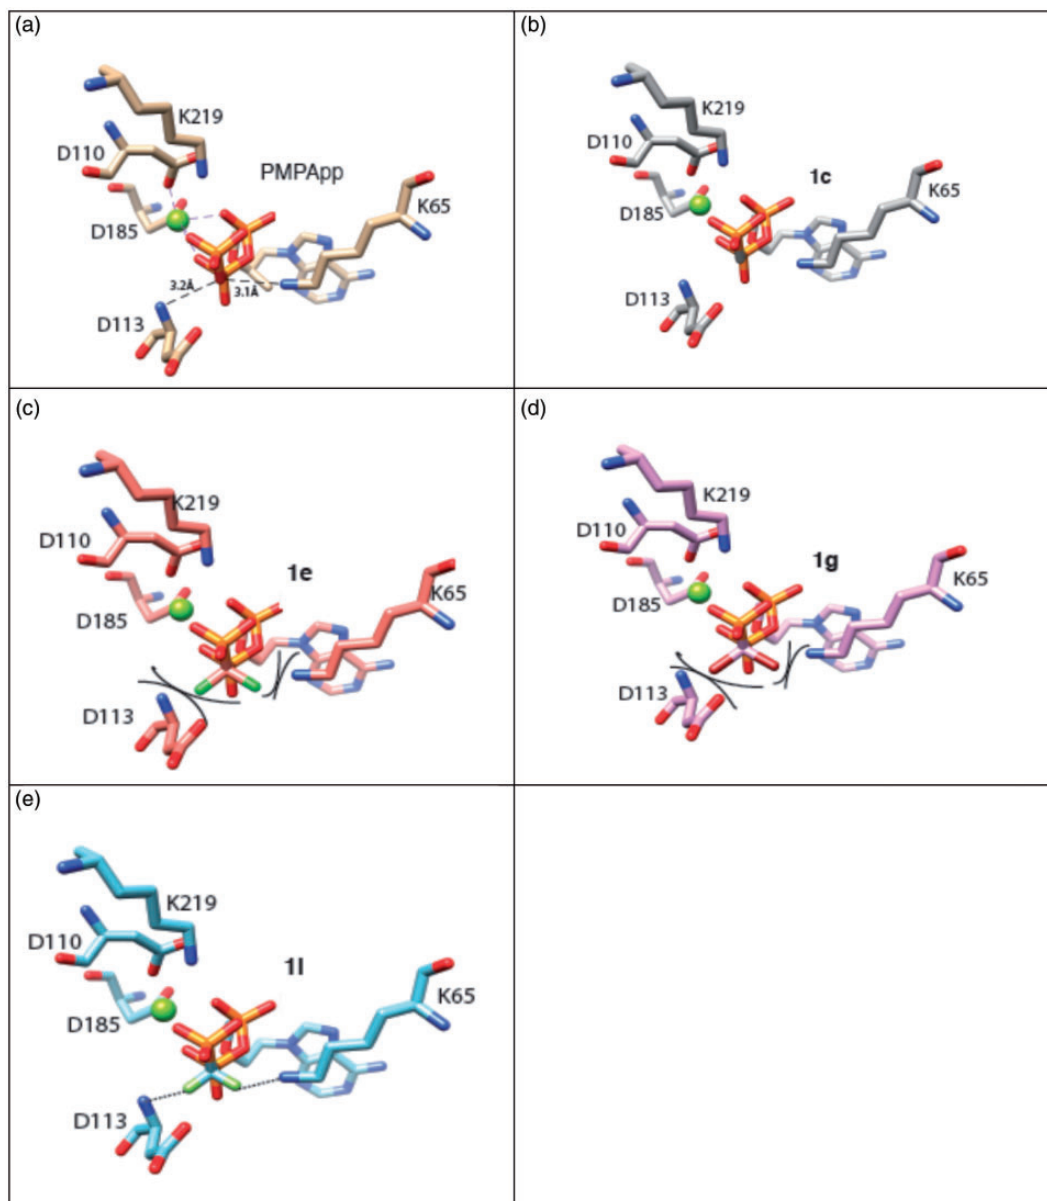 (a)
K219
D110
PMPApp
K65
D185
3.2Å
3.1Å
D113
(b)
K219
D110
1c
K65
D185
D113
(c)
K219
D110
1e
K65
D185
D113
(d)
K219
D110
1g
K65
D185
D113
(e)
K219
D110
1l
K65
D185
D113